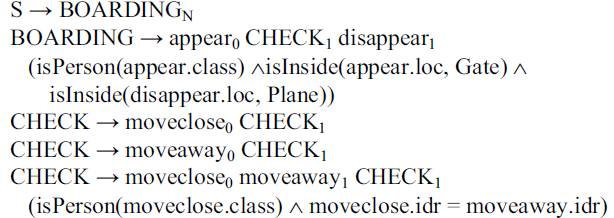 S → BOARDING_N
BOARDING → appear₀ CHECK₁ disappear₁
(isPerson(appear.class) ∧isInside(appear.loc, Gate) ∧
isInside(disappear.loc, Plane))
CHECK → moveclose₀ CHECK₁
CHECK → moveaway₀ CHECK₁
CHECK → moveclose₀ moveaway₁ CHECK₁
(isPerson(moveclose.class) ∧ moveclose.idr = moveaway.idr)